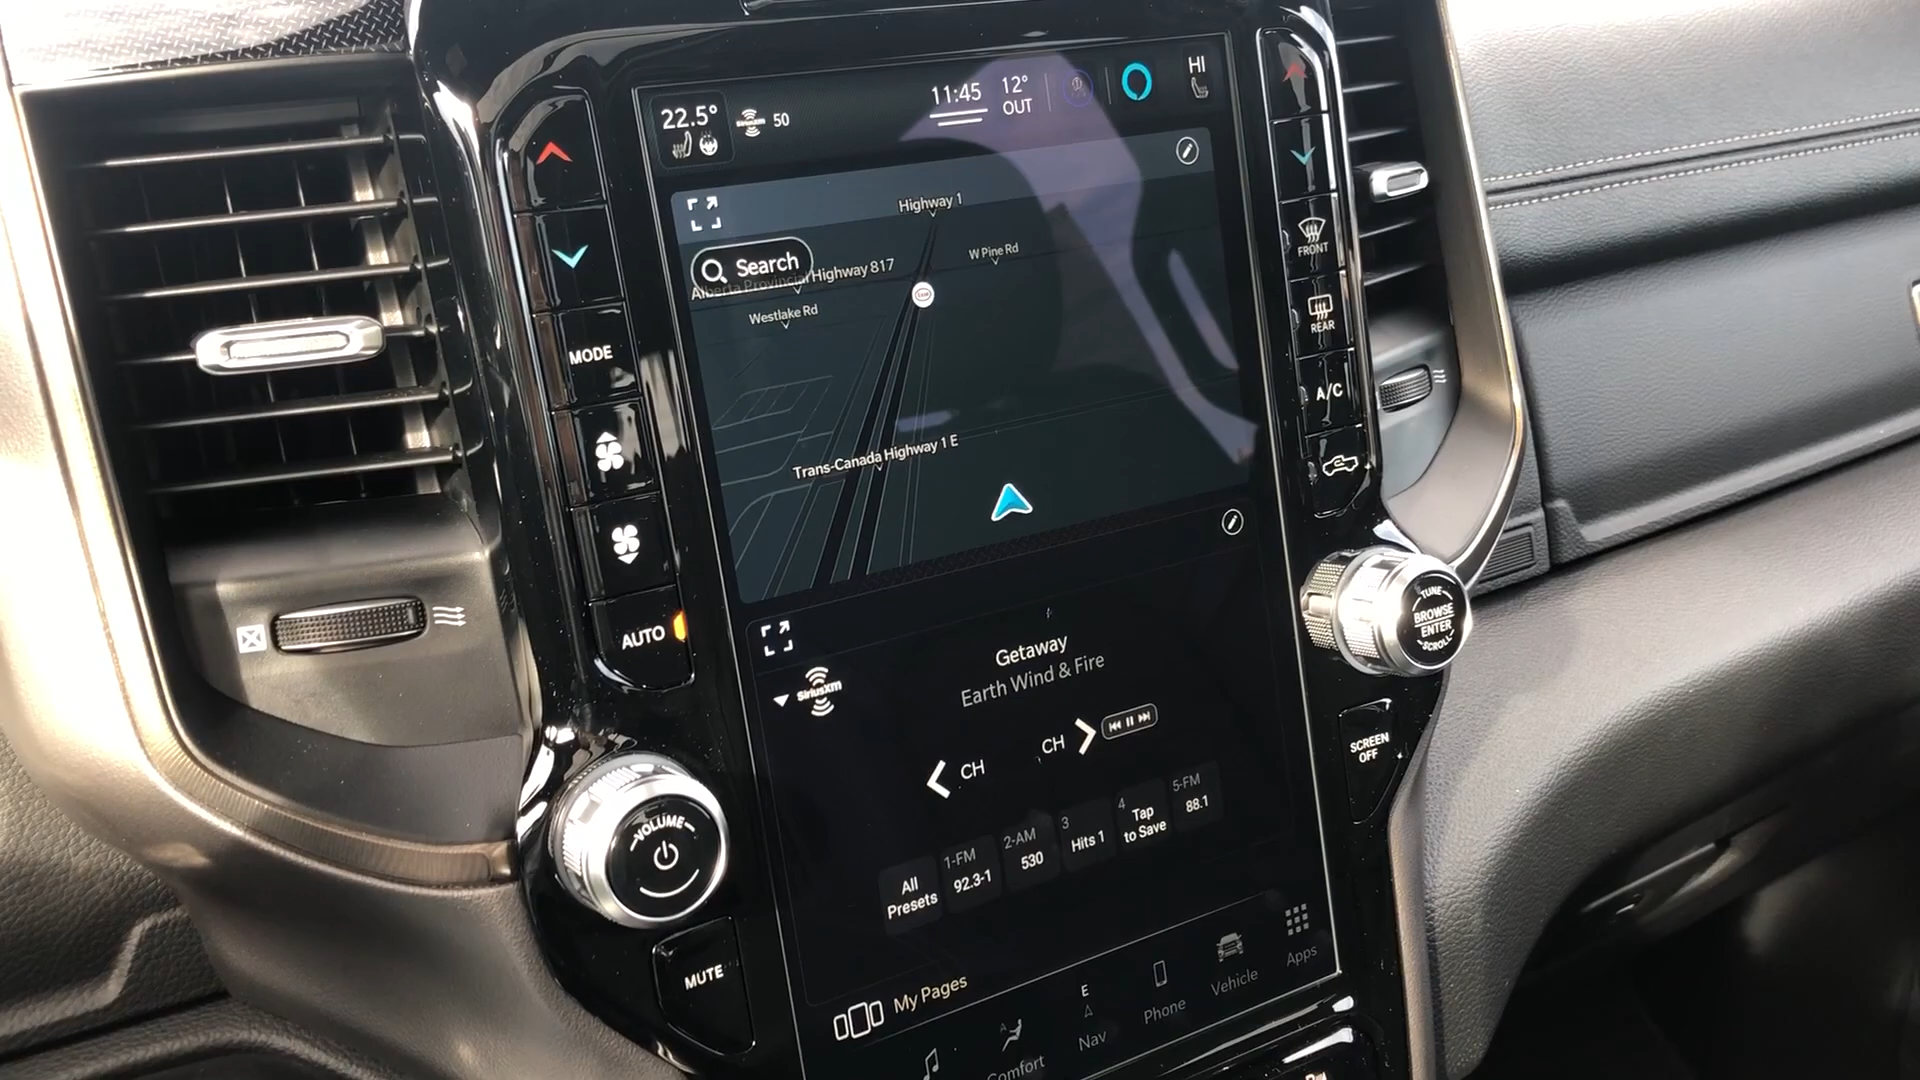 22.5°
SiriusXM
50
11:45
12°
OUT
HI
Highway 1
W Pine Rd
Search
Alberta Provincial Highway 817
Westlake Rd
Trans-Canada Highway 1 E
MODE
AUTO
FRONT
REAR
A/C
TUNE
BROWSE
ENTER
SCROLL
SCREEN
OFF
VOLUME
MUTE
SiriusXM
Getaway
Earth Wind & Fire
CH
CH
All
Presets
1-FM
92.3-1
2-AM
530
3
Hits 1
4
Tap
to Save
5-FM
88.1
My Pages
A
Comfort
E
Nav
Phone
Vehicle
Apps